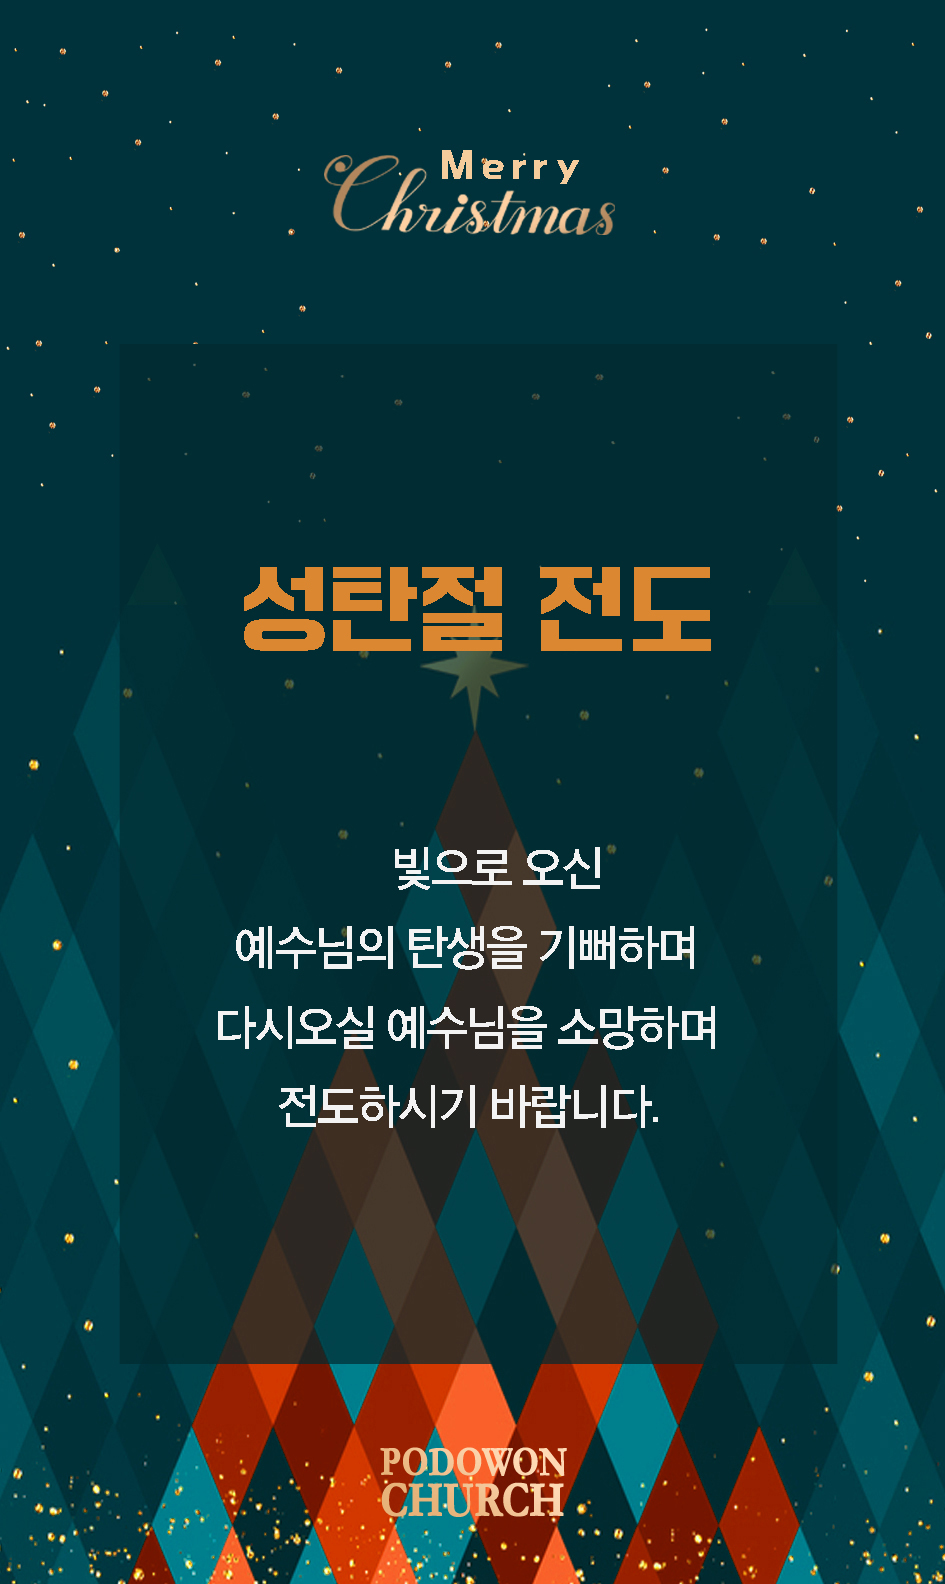 Merry
Christmas
성탄절 전도
빛으로 오신
예수님의 탄생을 기뻐하며
다시오실 예수님을 소망하며
전도하시기 바랍니다.
PODOWON
CHURCH